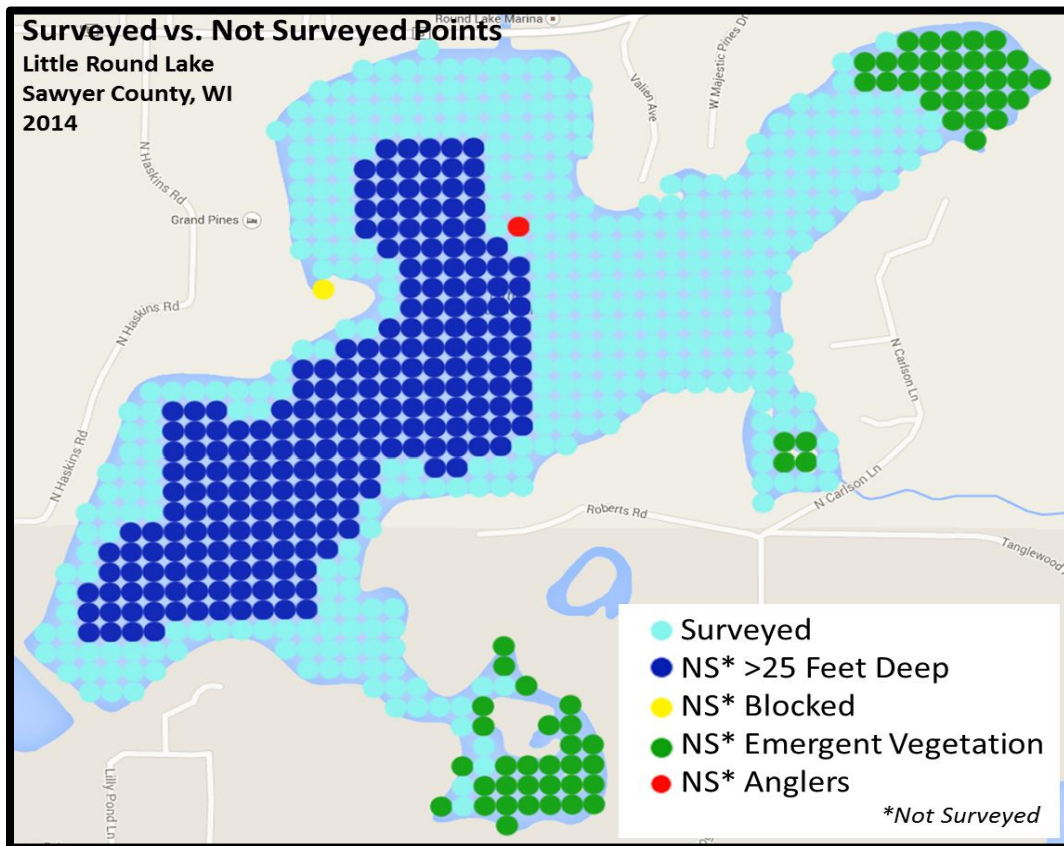 Surveyed vs. Not Surveyed Points
Little Round Lake
Sawyer County, WI
2014
Round Lake Marina
Valien Ave
W Majestic Pines Dr
N Haskins Rd
Grand Pines
N Haskins Rd
N Haskins Rd
N Carlson Ln
N Carlson Ln
Roberts Rd
Tanglewood
Lilly Pond Ln
Surveyed
NS* >25 Feet Deep
NS* Blocked
NS* Emergent Vegetation
NS* Anglers
*Not Surveyed